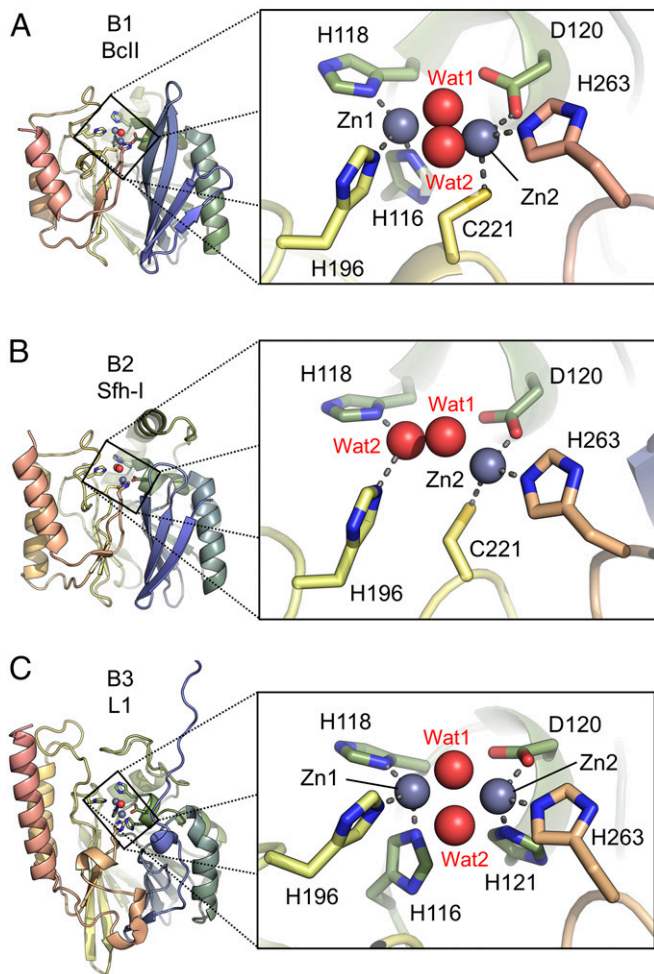 A
B1
BcII
H118
D120
Wat1
H263
Zn1
Wat2
Zn2
H116
C221
H196
B
B2
Sfh-I
H118
D120
Wat1
Wat2
H263
Zn2
C221
H196
C
B3
L1
H118
D120
Wat1
Zn1
Zn2
Wat2
H263
H196
H121
H116